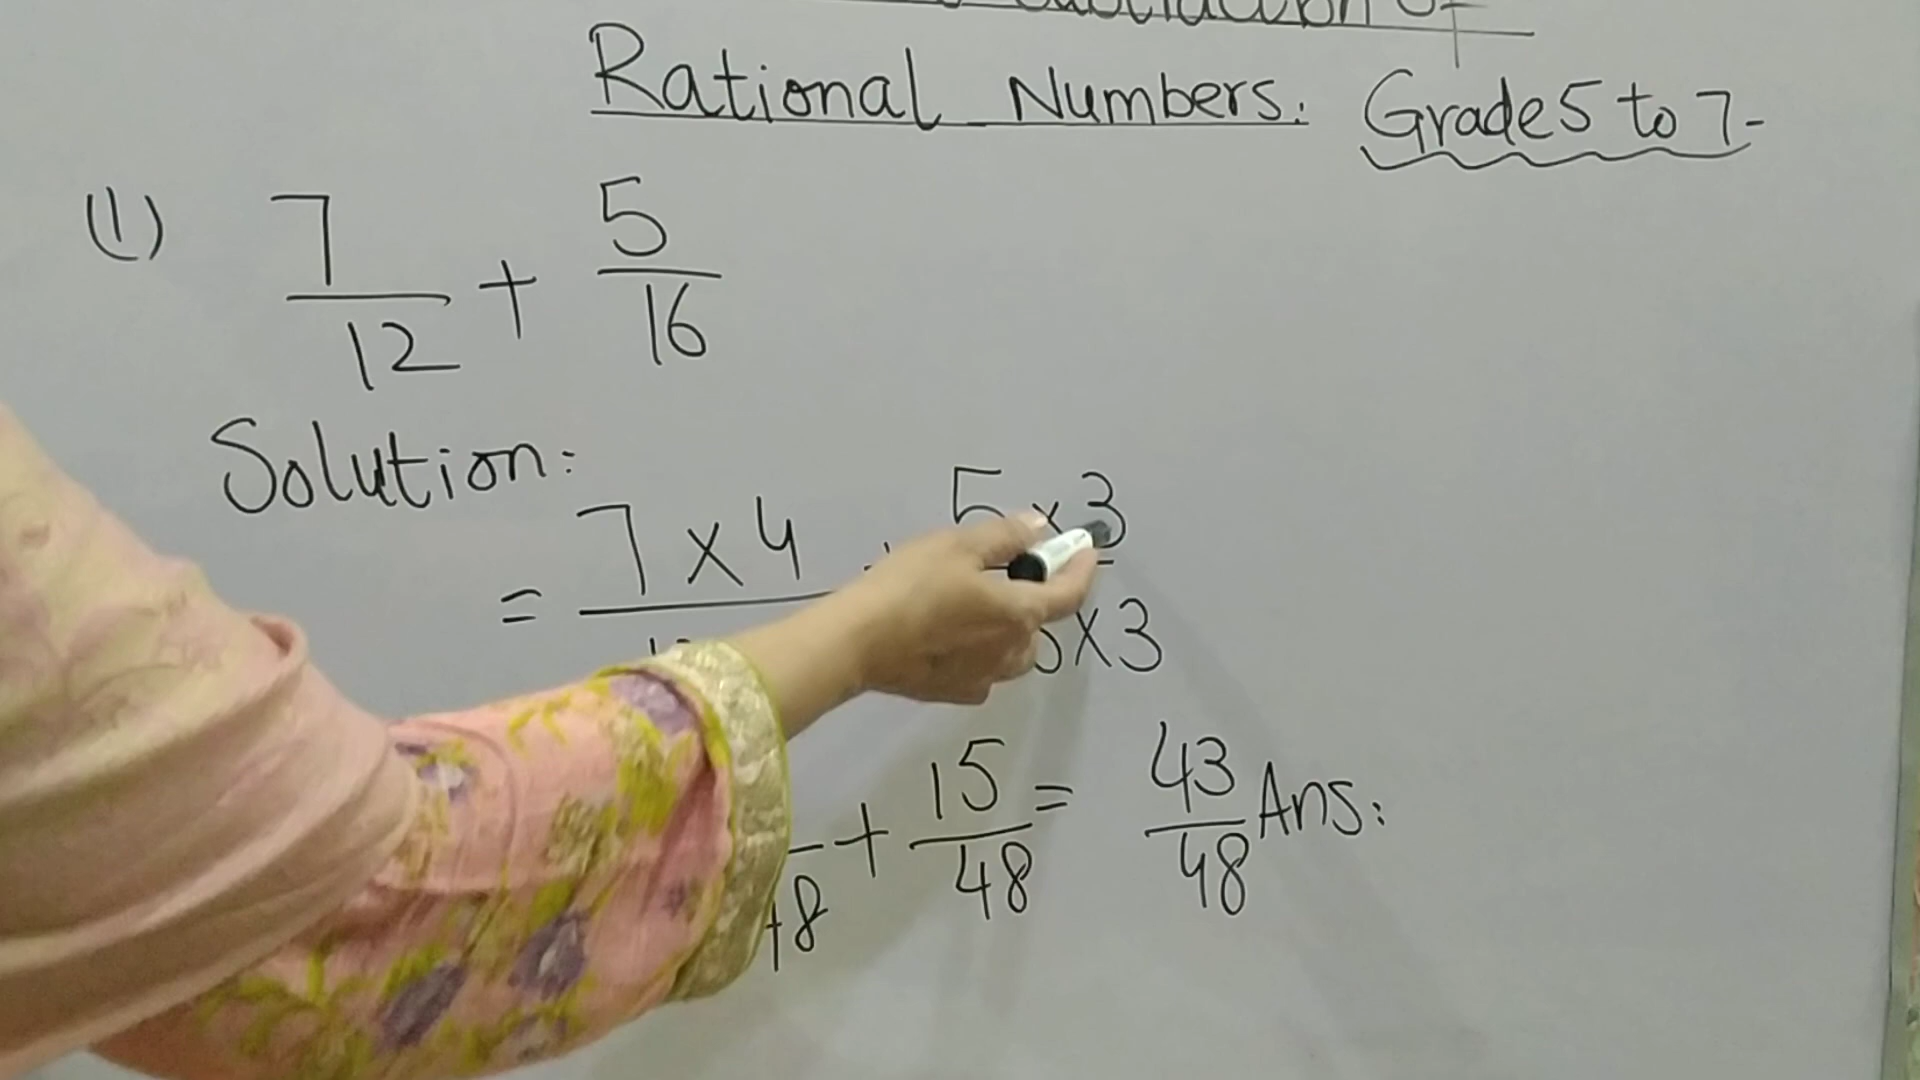 Rational Numbers. Grade 5 to 7-
(1) 7/12 + 5/16
Solution:
= 7 x 4 / + 5 x 3 / x 3
/48 + 15/48 = 43/48 Ans: